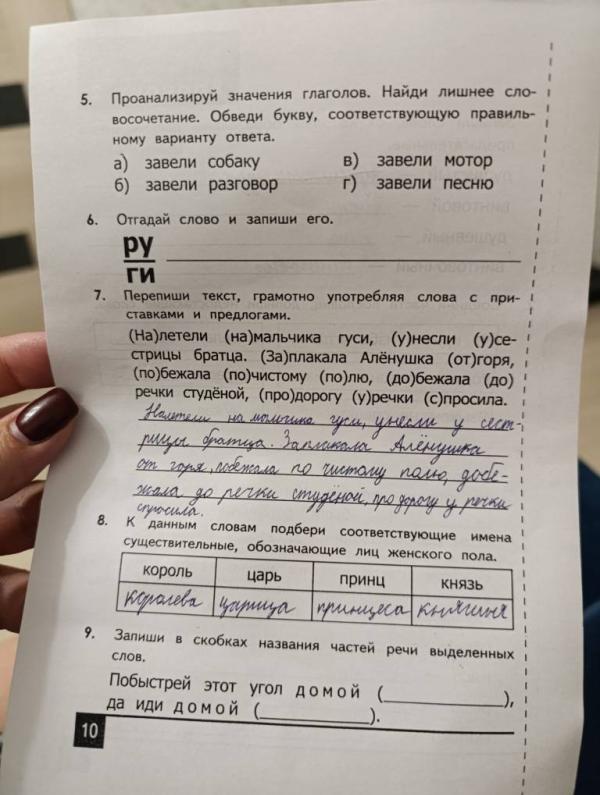 5. Проанализируй значения глаголов. Найди лишнее сло-
восочетание. Обведи букву, соответствующую правиль-
ному варианту ответа.
а) завели собаку в) завели мотор
б) завели разговор г) завели песню
6. Отгадай слово и запиши его.
ру
ги
7. Перепиши текст, грамотно употребляя слова с при-
ставками и предлогами.
(На)летели (на)мальчика гуси, (у)несли (у)се-
стрицы братца. (За)плакала Алёнушка (от)горя,
(по)бежала (по)чистому (по)лю, (до)бежала (до)
речки студёной, (про)дорогу (у)речки (с)просила.
Налетели на мальчика гуси, унесли у сест-
рицы братца. Заплакала Алёнушка
от горя, побежала по чистому полю, добе-
жала до речки студёной, про дорогу у речки
спросила.
8. К данным словам подбери соответствующие имена
существительные, обозначающие лиц женского пола.
король царь принц князь
королева царица принцеса княгиня
9. Запиши в скобках названия частей речи выделенных
слов.
Побыстрей этот угол домой (),
да иди домой ().
10